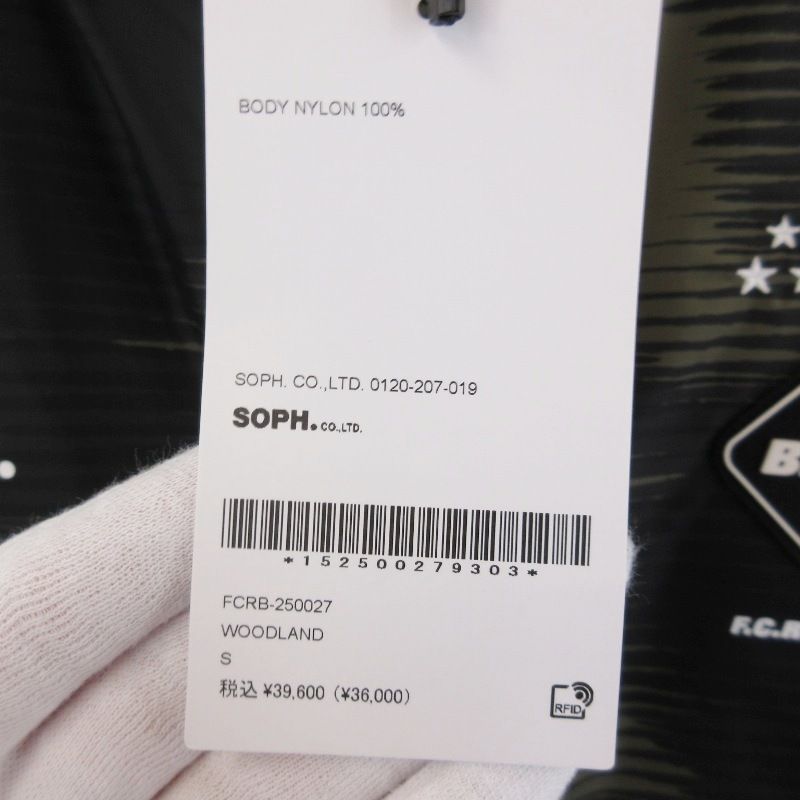 BODY NYLON 100%
SOPH. CO.,LTD. 0120-207-019
SOPH. CO.,LTD.
*152500279303*
FCRB-250027
WOODLAND
S
税込 ¥39,600 (¥36,000)
RFID